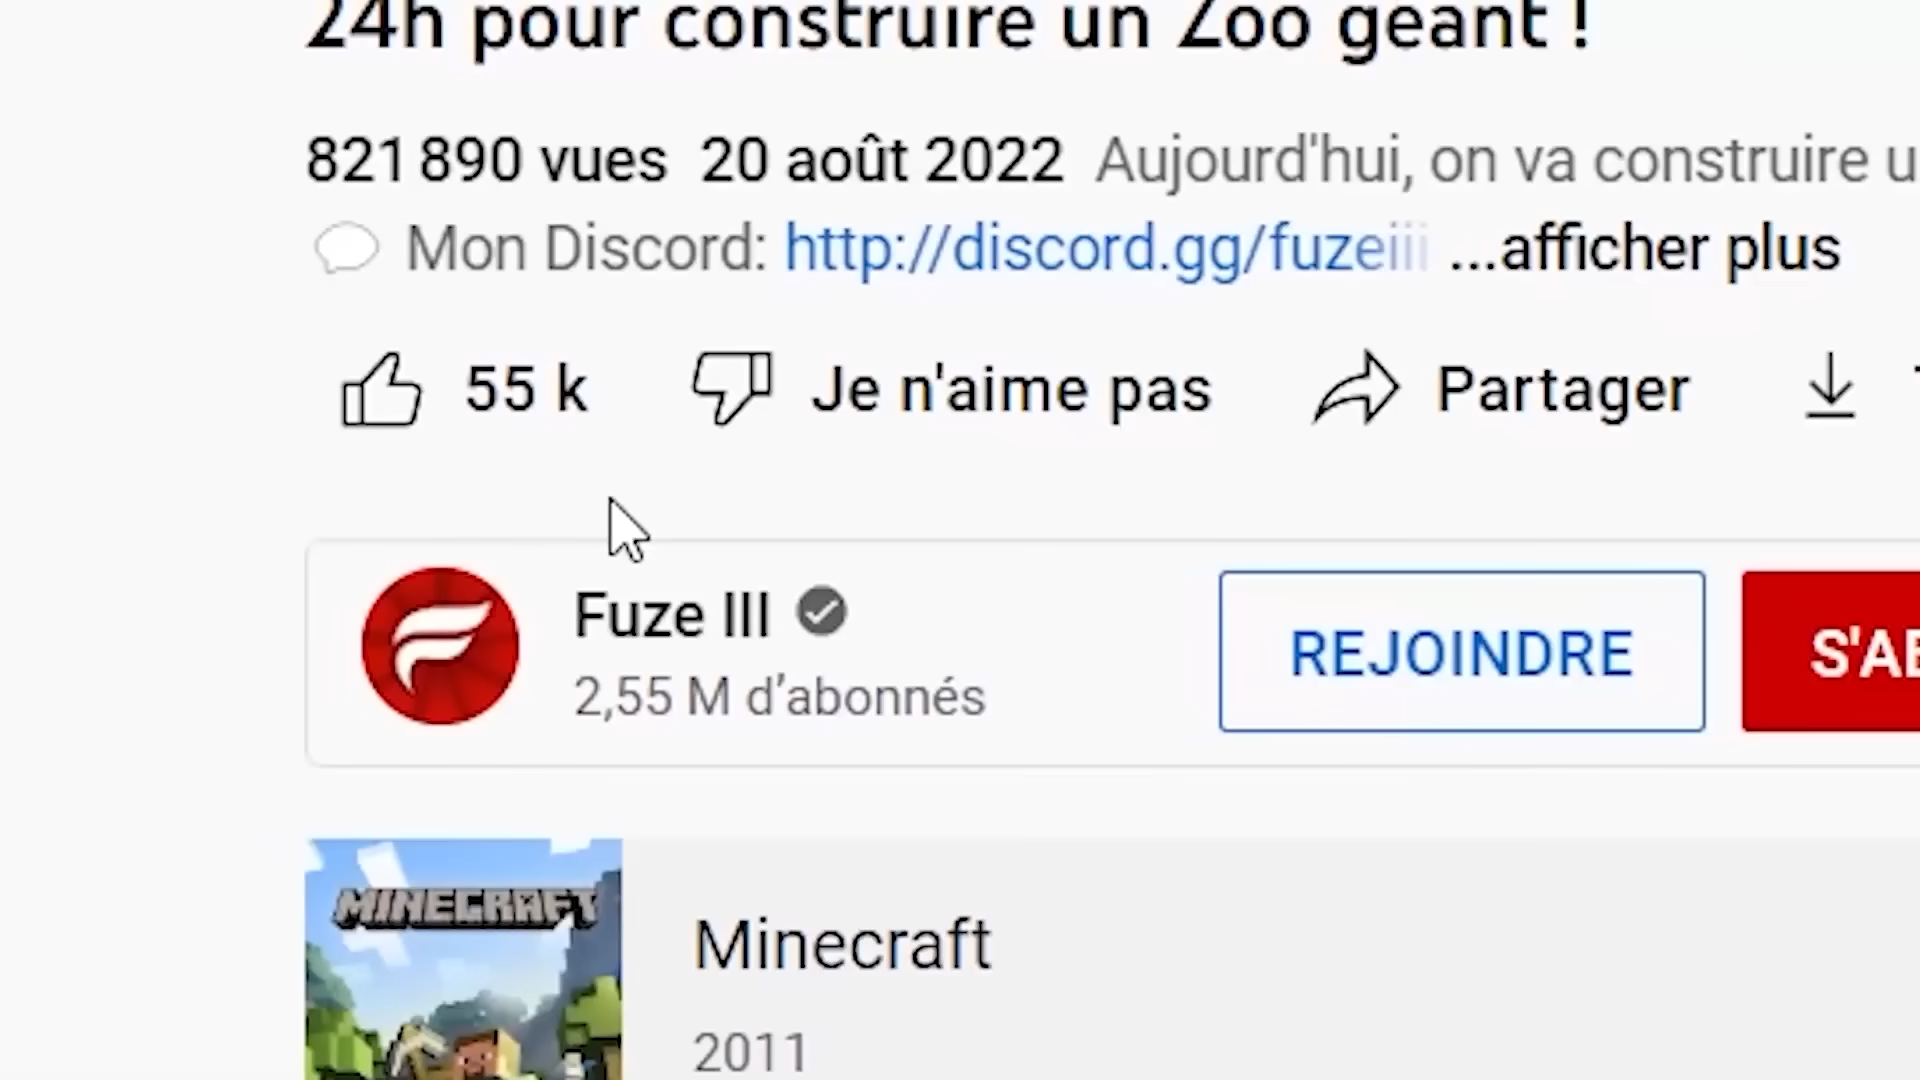 24h pour construire un Zoo géant !
821 890 vues 20 août 2022 Aujourd'hui, on va construire
Mon Discord: http://discord.gg/fuzeiii ...afficher plus
55 k Je n'aime pas Partager
Fuze III
REJOINDRE
2,55 M d’abonnés
MINECRAFT
Minecraft
2011